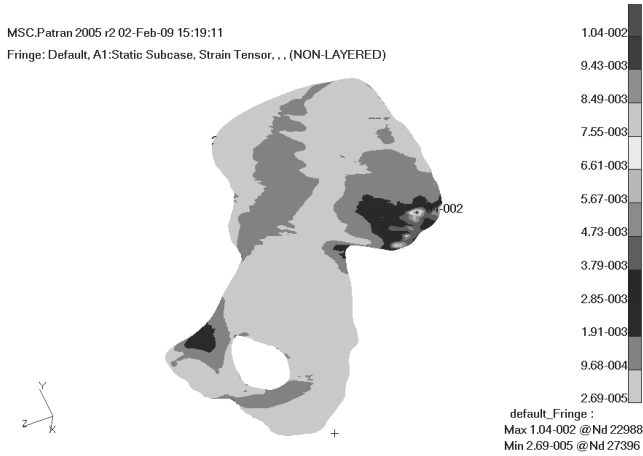 MSC.Patran 2005 r2 02-Feb-09 15:19:11
Fringe: Default, A1:Static Subcase, Strain Tensor, , , (NON-LAYERED)
1.04-002
9.43-003
8.49-003
7.55-003
6.61-003
5.67-003
4.73-003
3.79-003
2.85-003
1.91-003
9.68-004
2.69-005
4-002
Y
Z
X
default_Fringe :
Max 1.04-002 @Nd 22988
Min 2.69-005 @Nd 27396